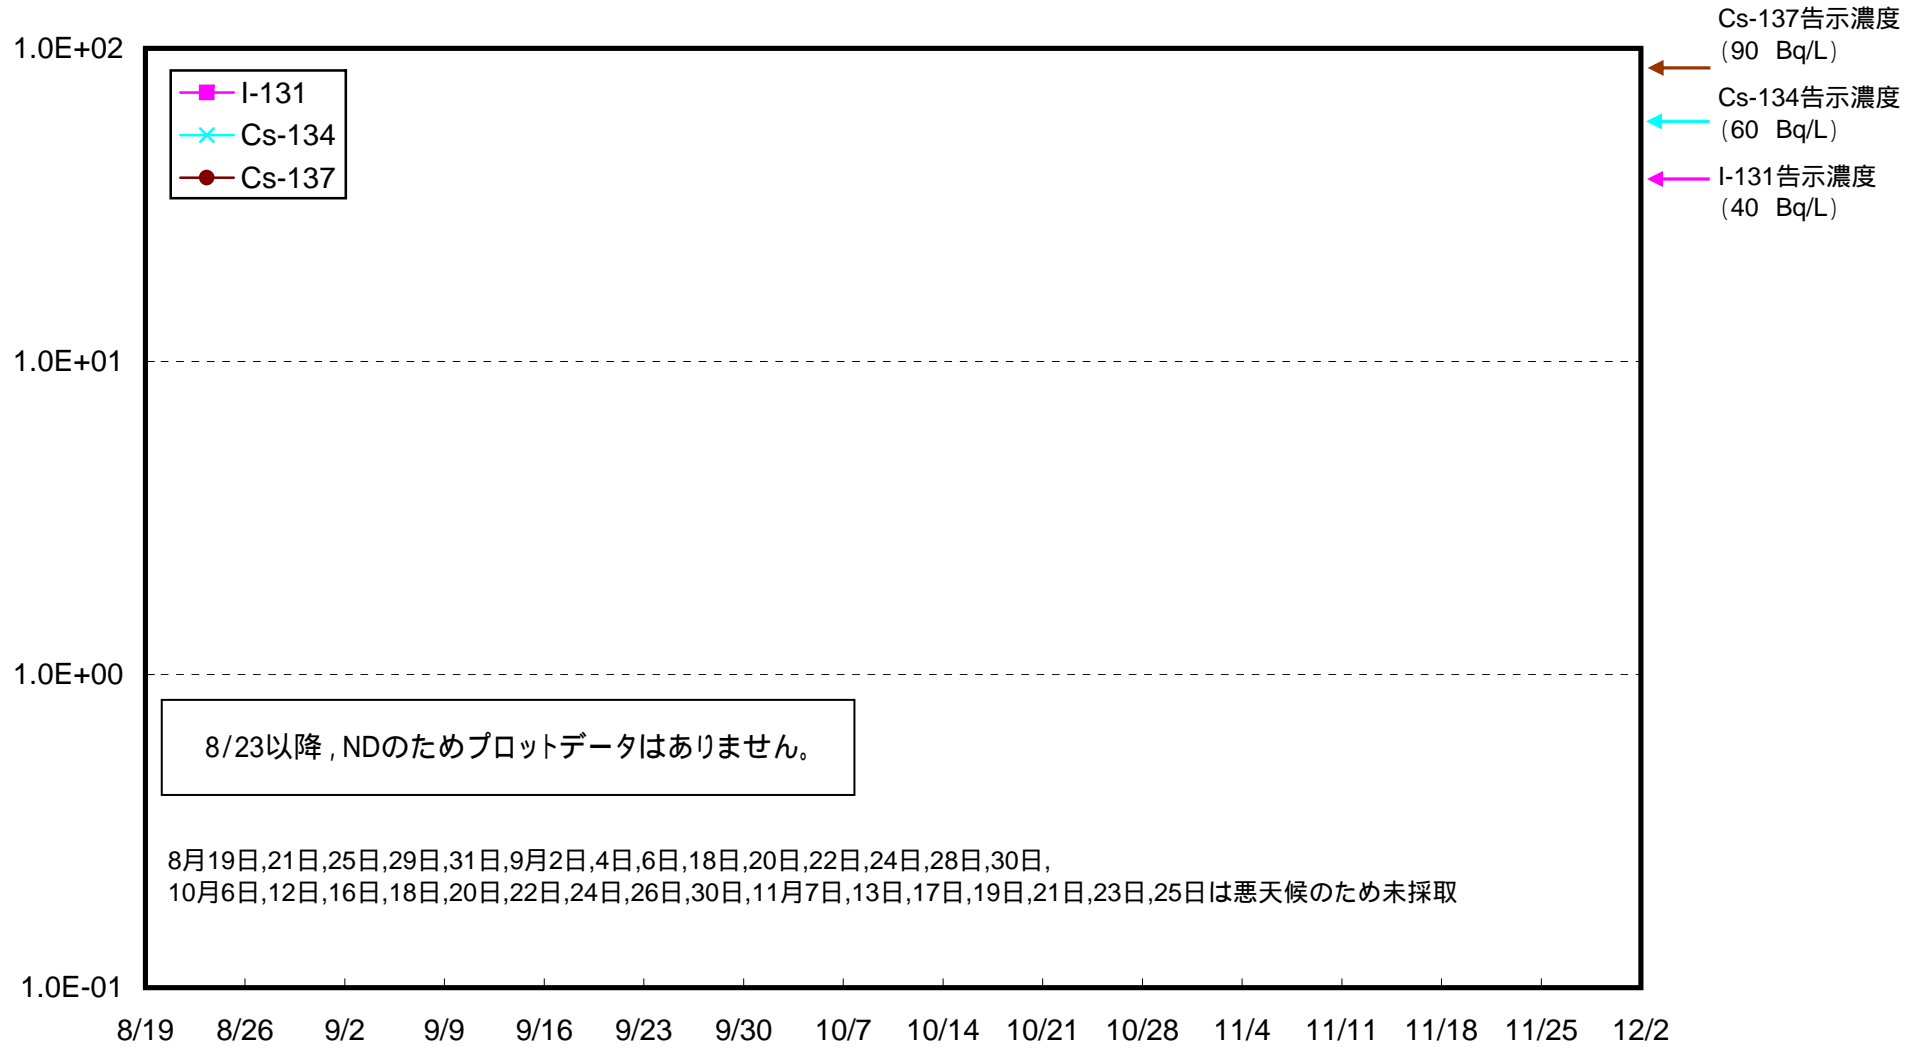 1.0E+02
1.0E+01
1.0E+00
1.0E-01
I-131
Cs-134
Cs-137
Cs-137告示濃度
(90 Bq/L)
Cs-134告示濃度
(60 Bq/L)
I-131告示濃度
(40 Bq/L)
8/23以降,NDのためプロットデータはありません。
8月19日,21日,25日,29日,31日,9月2日,4日,6日,18日,20日,22日,24日,28日,30日,
10月6日,12日,16日,18日,20日,22日,24日,26日,30日,11月7日,13日,17日,19日,21日,23日,25日は悪天候のため未採取
8/19 8/26 9/2 9/9 9/16 9/23 9/30 10/7 10/14 10/21 10/28 11/4 11/11 11/18 11/25 12/2